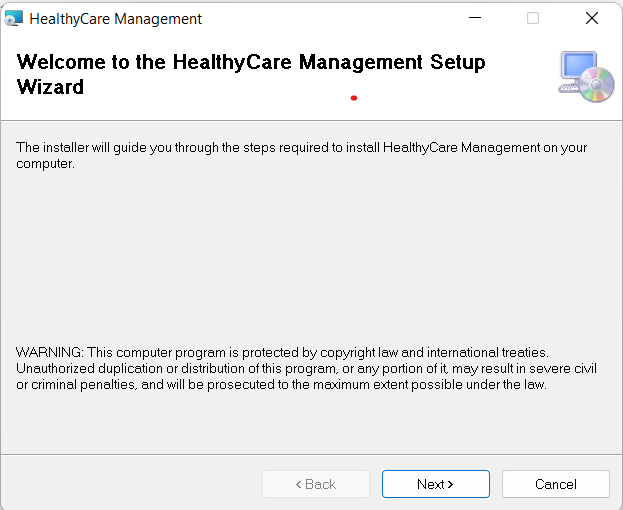 HealthyCare Management
Welcome to the HealthyCare Management Setup
Wizard
The installer will guide you through the steps required to install HealthyCare Management on your
computer.
WARNING: This computer program is protected by copyright law and international treaties.
Unauthorized duplication or distribution of this program, or any portion of it, may result in severe civil
or criminal penalties, and will be prosecuted to the maximum extent possible under the law.
< Back
Next >
Cancel